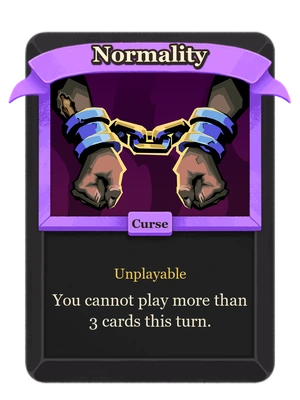 Normality
Curse
Unplayable
You cannot play more than
3 cards this turn.